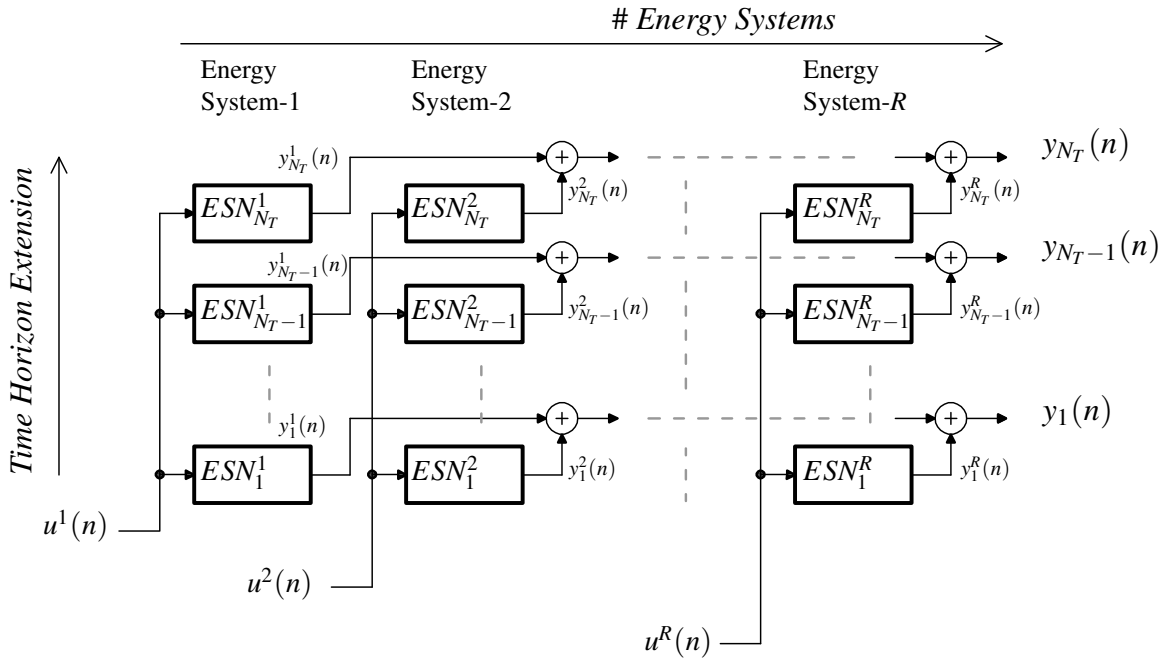 # Energy Systems
Energy
System-1
Energy
System-2
Energy
System-R
Time Horizon Extension
y^1_{N_T}(n)
+
+
y_{N_T}(n)
y^2_{N_T}(n)
y^R_{N_T}(n)
ESN^1_{N_T}
ESN^2_{N_T}
ESN^R_{N_T}
y^1_{N_T-1}(n)
+
+
y_{N_T-1}(n)
y^2_{N_T-1}(n)
y^R_{N_T-1}(n)
ESN^1_{N_T-1}
ESN^2_{N_T-1}
ESN^R_{N_T-1}
y^1_1(n)
+
+
y_1(n)
y^2_1(n)
y^R_1(n)
ESN^1_1
ESN^2_1
ESN^R_1
u^1(n)
u^2(n)
u^R(n)